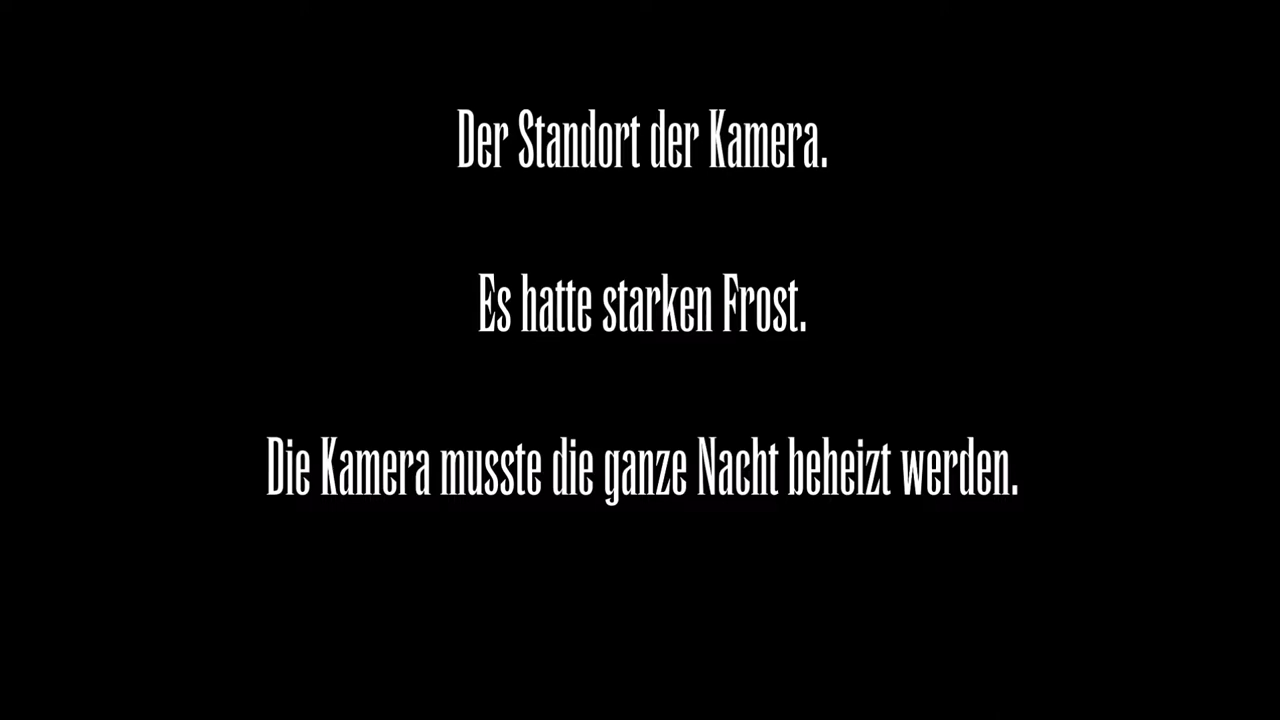 Der Standort der Kamera.
Es hatte starken Frost.
Die Kamera musste die ganze Nacht beheizt werden.